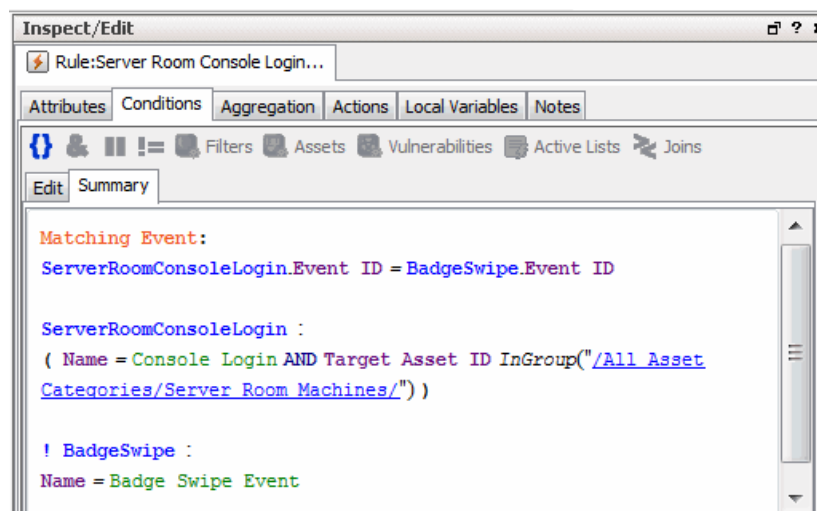 Inspect/Edit ?
Rule:Server Room Console Login...
Attributes Conditions Aggregation Actions Local Variables Notes
{} & || != Filters Assets Vulnerabilities Active Lists Joins
Edit Summary
Matching Event:
ServerRoomConsoleLogin.Event ID = BadgeSwipe.Event ID
ServerRoomConsoleLogin :
( Name = Console Login AND Target Asset ID InGroup("/All Asset
Categories/Server Room Machines/") )
! BadgeSwipe :
Name = Badge Swipe Event